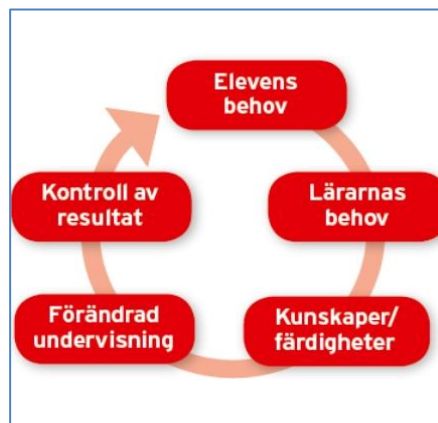 Elevens
behov
Lärarnas
behov
Kunskaper/
färdigheter
Förändrad
undervisning
Kontroll av
resultat